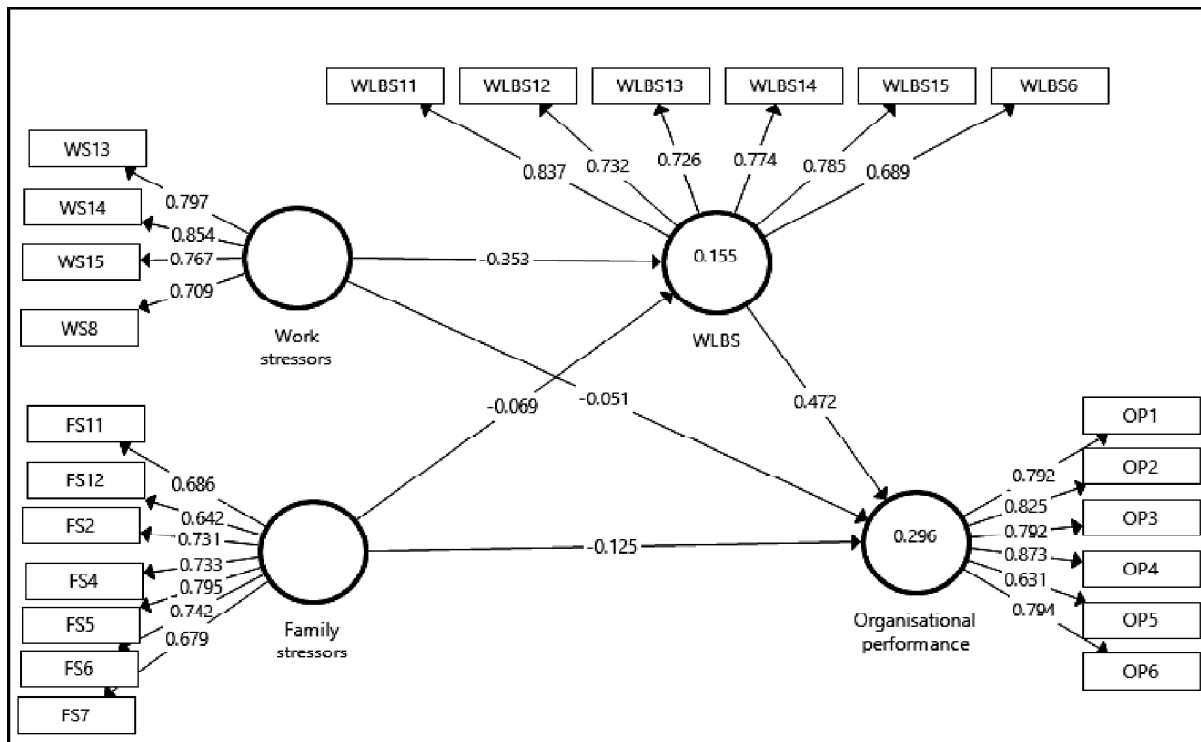 WLBS11
WLBS12
WLBS13
WLBS14
WLBS15
WLBS6
0.837
0.732
0.726
0.774
0.785
0.689
WS13
WS14
WS15
WS8
0.797
0.854
0.767
0.709
Work
stressors
-0.353
0.155
WLBS
-0.069
-0.051
0.472
FS11
FS12
FS2
FS4
FS5
FS6
FS7
0.686
0.642
0.731
0.733
0.795
0.742
0.679
Family
stressors
-0.125
0.296
Organisational
performance
0.792
0.825
0.792
0.873
0.631
0.794
OP1
OP2
OP3
OP4
OP5
OP6